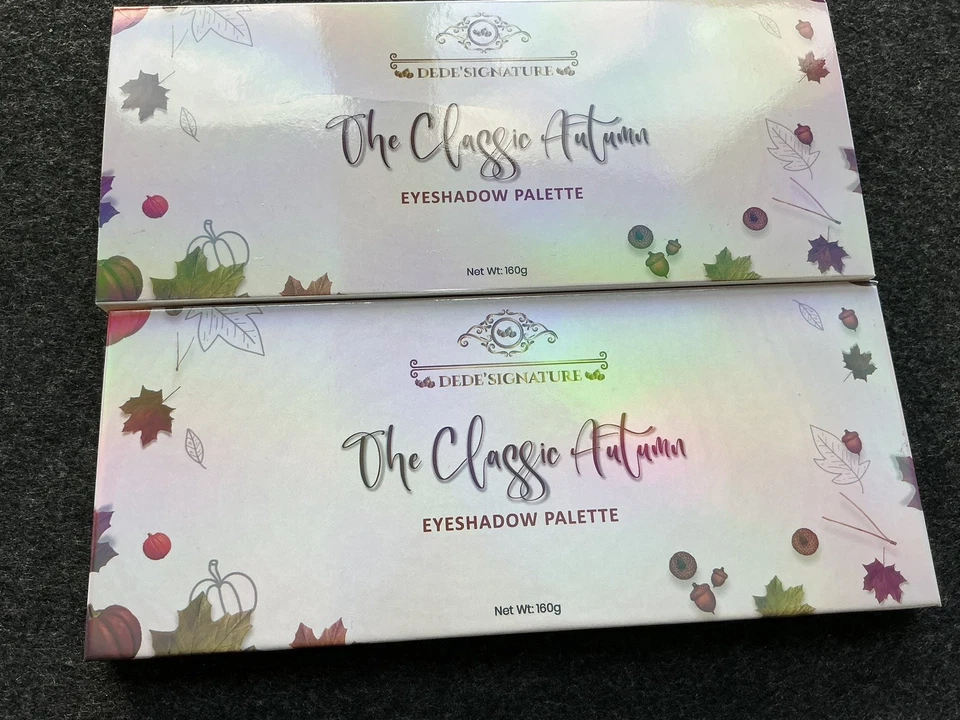 DEDE'SIGNATURE
The Classic Autumn
EYESHADOW PALETTE
Net Wt: 160g
DEDE'SIGNATURE
The Classic Autumn
EYESHADOW PALETTE
Net Wt: 160g